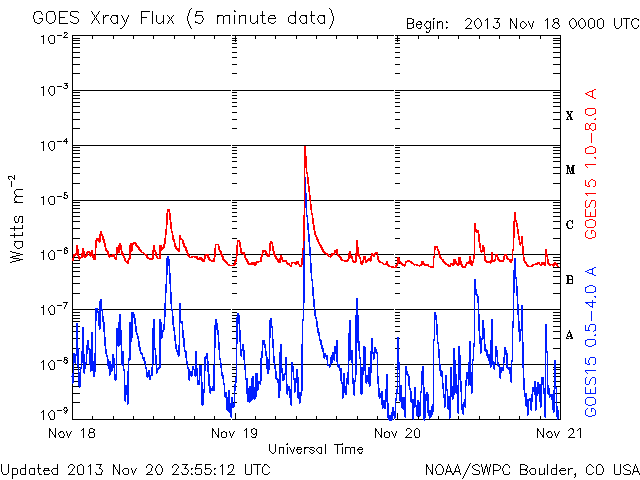 GOES Xray Flux (5 minute data)
Begin: 2013 Nov 18 0000 UTC
10⁻²
10⁻³
10⁻⁴
10⁻⁵
10⁻⁶
10⁻⁷
10⁻⁸
10⁻⁹
Watts m⁻²
X
M
C
B
A
GOES15 1.0-8.0 A
GOES15 0.5-4.0 A
Nov 18
Nov 19
Nov 20
Nov 21
Universal Time
Updated 2013 Nov 20 23:55:12 UTC
NOAA/SWPC Boulder, CO USA